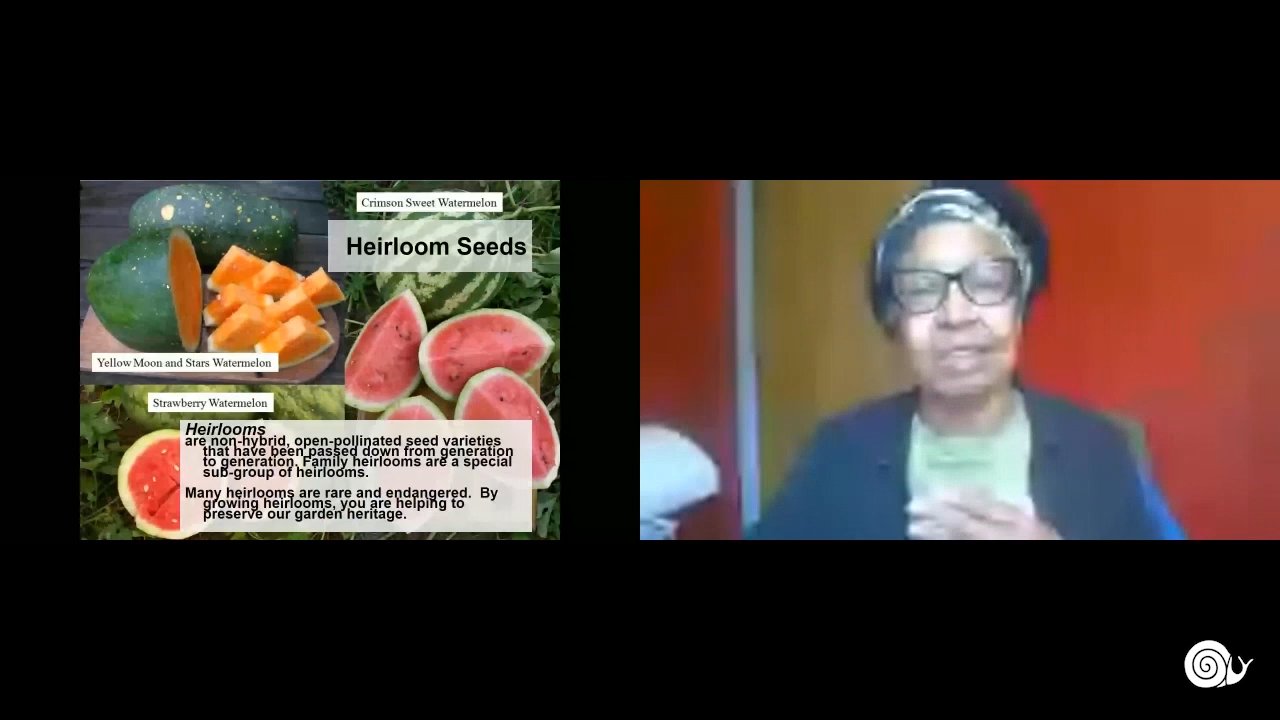 Crimson Sweet Watermelon
Heirloom Seeds
Yellow Moon and Stars Watermelon
Strawberry Watermelon
Heirlooms
are non-hybrid, open-pollinated seed varieties
that have been passed down from generation
to generation. Family heirlooms are a special
sub-group of heirlooms.
Many heirlooms are rare and endangered.  By
growing heirlooms, you are helping to
preserve our garden heritage.